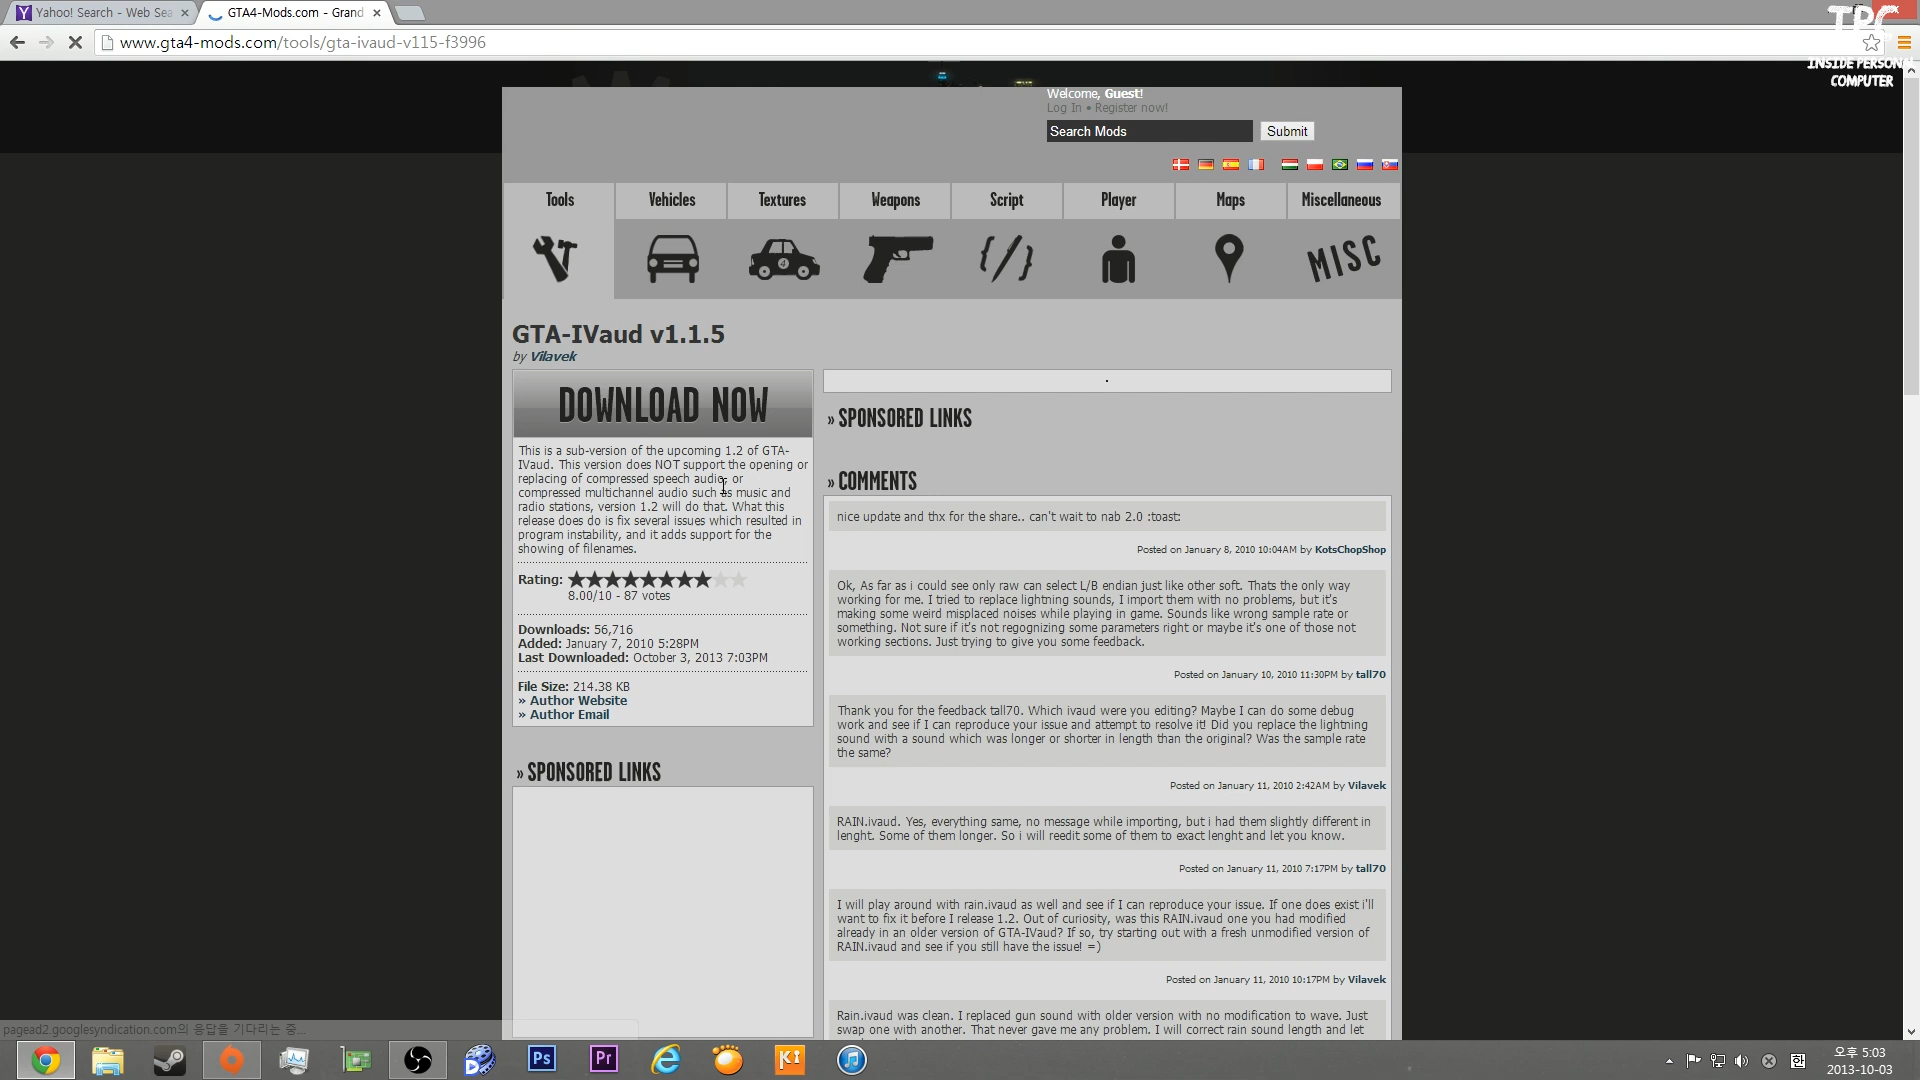 Yahoo! Search - Web Sea
GTA4-Mods.com - Grand
www.gta4-mods.com/tools/gta-ivaud-v115-f3996
INSIDE PERSON
COMPUTER
Welcome, Guest!
Log In • Register now!
Search Mods
Submit
Tools
Vehicles
Textures
Weapons
Script
Player
Maps
Miscellaneous
4
MISC
GTA-IVaud v1.1.5
by Vilavek
DOWNLOAD NOW
This is a sub-version of the upcoming 1.2 of GTA-
IVaud. This version does NOT support the opening or
replacing of compressed speech audio, or
compressed multichannel audio such as music and
radio stations, version 1.2 will do that. What this
release does do is fix several issues which resulted in
program instability, and it adds support for the
showing of filenames.
Rating:
8.00/10 - 87 votes
Downloads: 56,716
Added: January 7, 2010 5:28PM
Last Downloaded: October 3, 2013 7:03PM
File Size: 214.38 KB
» Author Website
» Author Email
» SPONSORED LINKS
» SPONSORED LINKS
» COMMENTS
nice update and thx for the share.. can't wait to nab 2.0 :toast:
Posted on January 8, 2010 10:04AM by KotsChopShop
Ok, As far as i could see only raw can select L/B endian just like other soft. Thats the only way
working for me. I tried to replace lightning sounds, I import them with no problems, but it's
making some weird misplaced noises while playing in game. Sounds like wrong sample rate or
something. Not sure if it's not regognizing some parameters right or maybe it's one of those not
working sections. Just trying to give you some feedback.
Posted on January 10, 2010 11:30PM by tall70
Thank you for the feedback tall70. Which ivaud were you editing? Maybe I can do some debug
work and see if I can reproduce your issue and attempt to resolve it! Did you replace the lightning
sound with a sound which was longer or shorter in length than the original? Was the sample rate
the same?
Posted on January 11, 2010 2:42AM by Vilavek
RAIN.ivaud. Yes, everything same, no message while importing, but i had them slightly different in
lenght. Some of them longer. So i will reedit some of them to exact lenght and let you know.
Posted on January 11, 2010 7:17PM by tall70
I will play around with rain.ivaud as well and see if I can reproduce your issue. If one does exist i'll
want to fix it before I release 1.2. Out of curiosity, was this RAIN.ivaud one you had modified
already in an older version of GTA-IVaud? If so, try starting out with a fresh unmodified version of
RAIN.ivaud and see if you still have the issue! =)
Posted on January 11, 2010 10:17PM by Vilavek
Rain.ivaud was clean. I replaced gun sound with older version with no modification to wave. Just
swap one with another. That never gave me any problem. I will correct rain sound length and let
pagead2.googlesyndication.com의 응답을 기다리는 중...
Ps
Pr
한
오후 5:03
2013-10-03